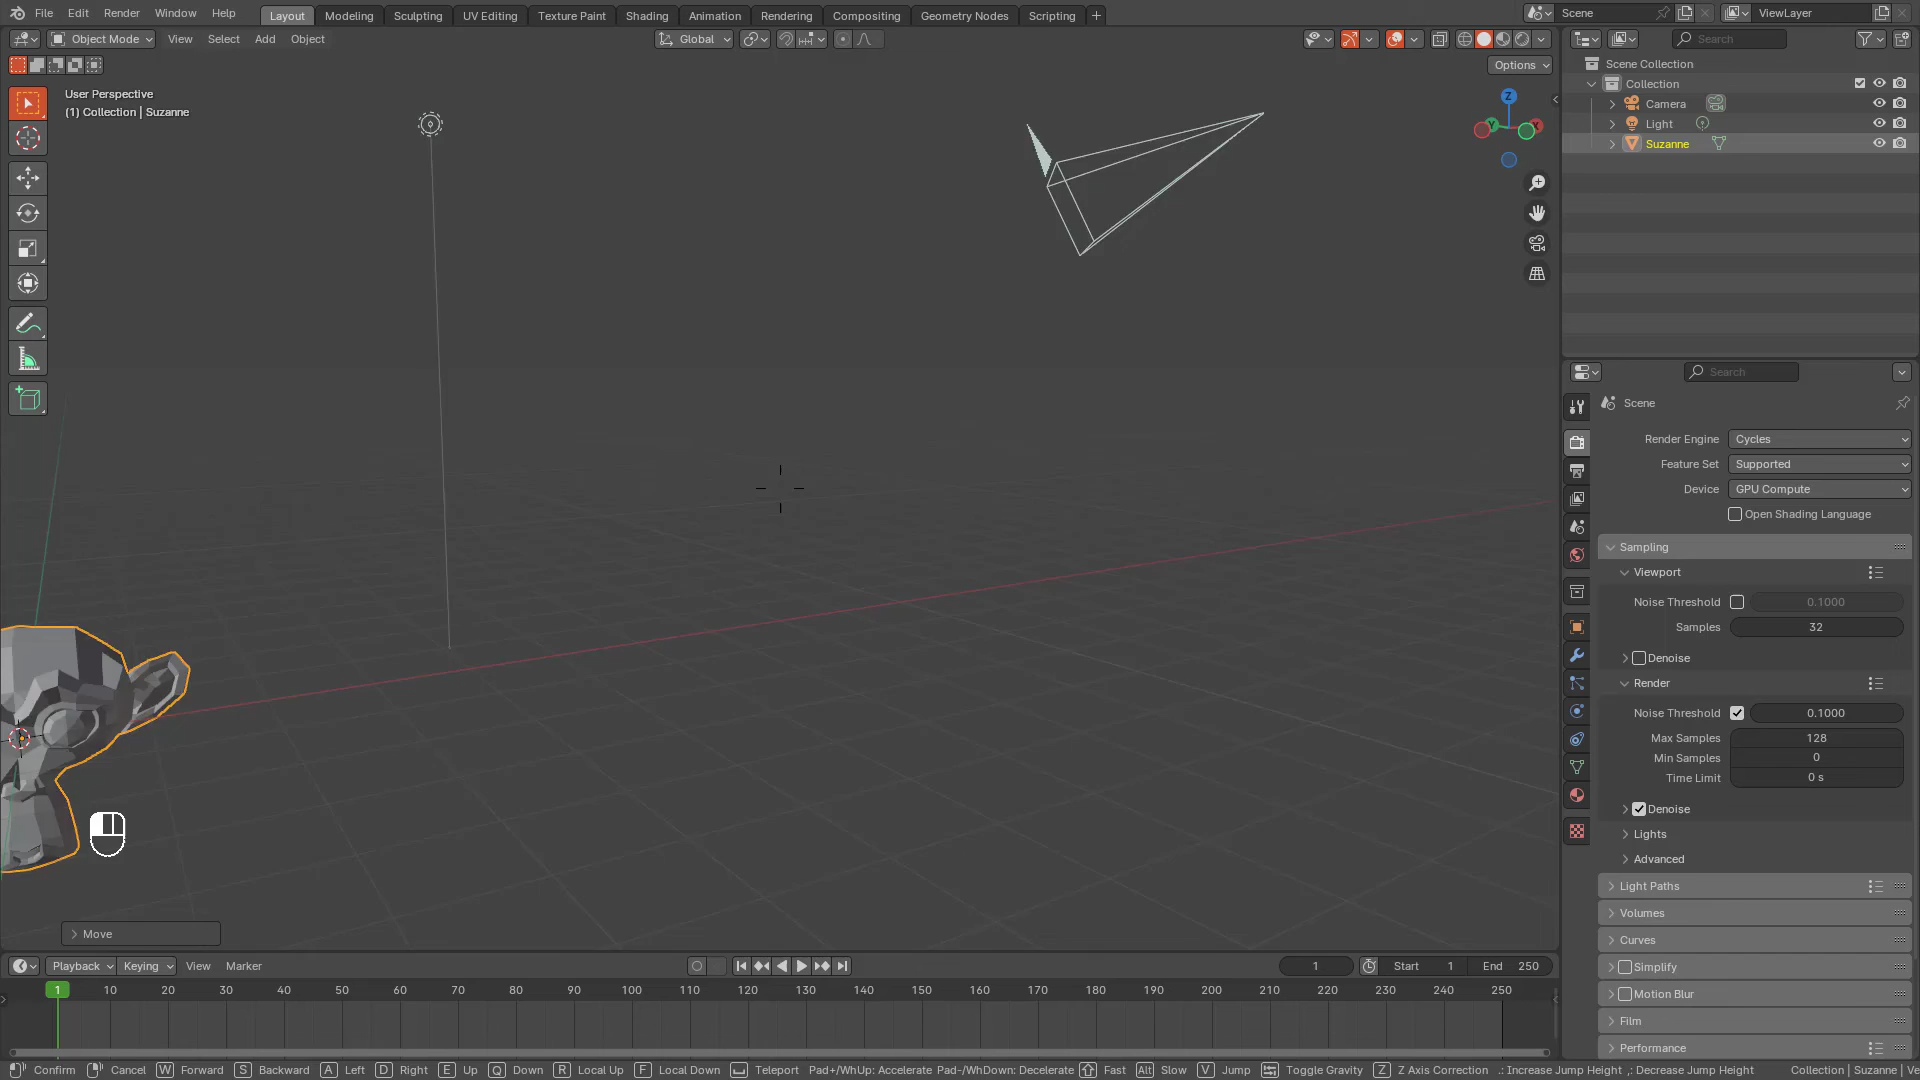 File Edit Render Window Help Layout Modeling Sculpting UV Editing Texture Paint Shading Animation Rendering Compositing Geometry Nodes Scripting + Scene ViewLayer
Object Mode View Select Add Object Global Search
Options
User Perspective
(1) Collection | Suzanne
Z
Y
X
Scene Collection
Collection
Camera
Light
Suzanne
Search
Scene
Render Engine Cycles
Feature Set Supported
Device GPU Compute
Open Shading Language
Sampling
Viewport
Noise Threshold 0.1000
Samples 32
Denoise
Render
Noise Threshold 0.1000
Max Samples 128
Min Samples 0
Time Limit 0 s
Denoise
Lights
Advanced
Light Paths
Volumes
Curves
Simplify
Motion Blur
Film
Performance
Move
Playback Keying View Marker 1 Start 1 End 250
1 10 20 30 40 50 60 70 80 90 100 110 120 130 140 150 160 170 180 190 200 210 220 230 240 250
Confirm Cancel W Forward S Backward A Left D Right E Up Q Down R Local Up F Local Down Teleport Pad+/WhUp: Accelerate Pad-/WhDown: Decelerate Fast Alt Slow V Jump Toggle Gravity Z Z Axis Correction .: Increase Jump Height ,: Decrease Jump Height Collection | Suzanne | Ve